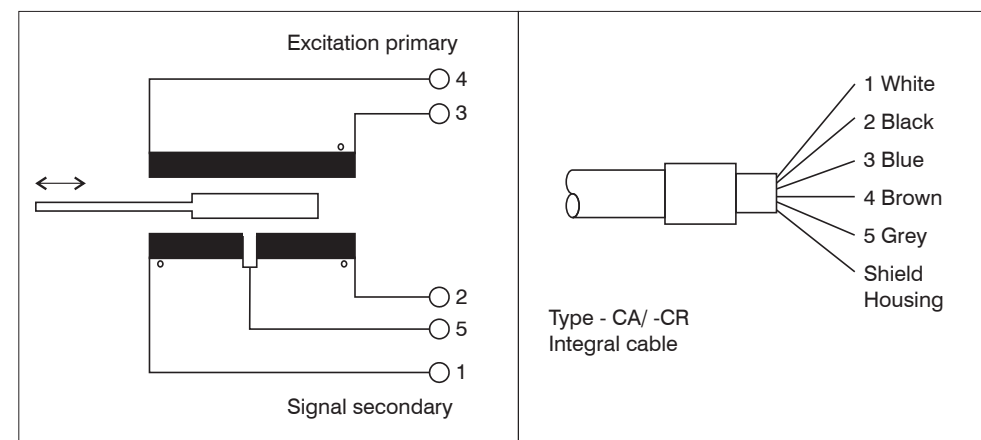 Excitation primary
4
3
2
5
1
Signal secondary
1 White
2 Black
3 Blue
4 Brown
5 Grey
Shield
Housing
Type - CA/ -CR
Integral cable